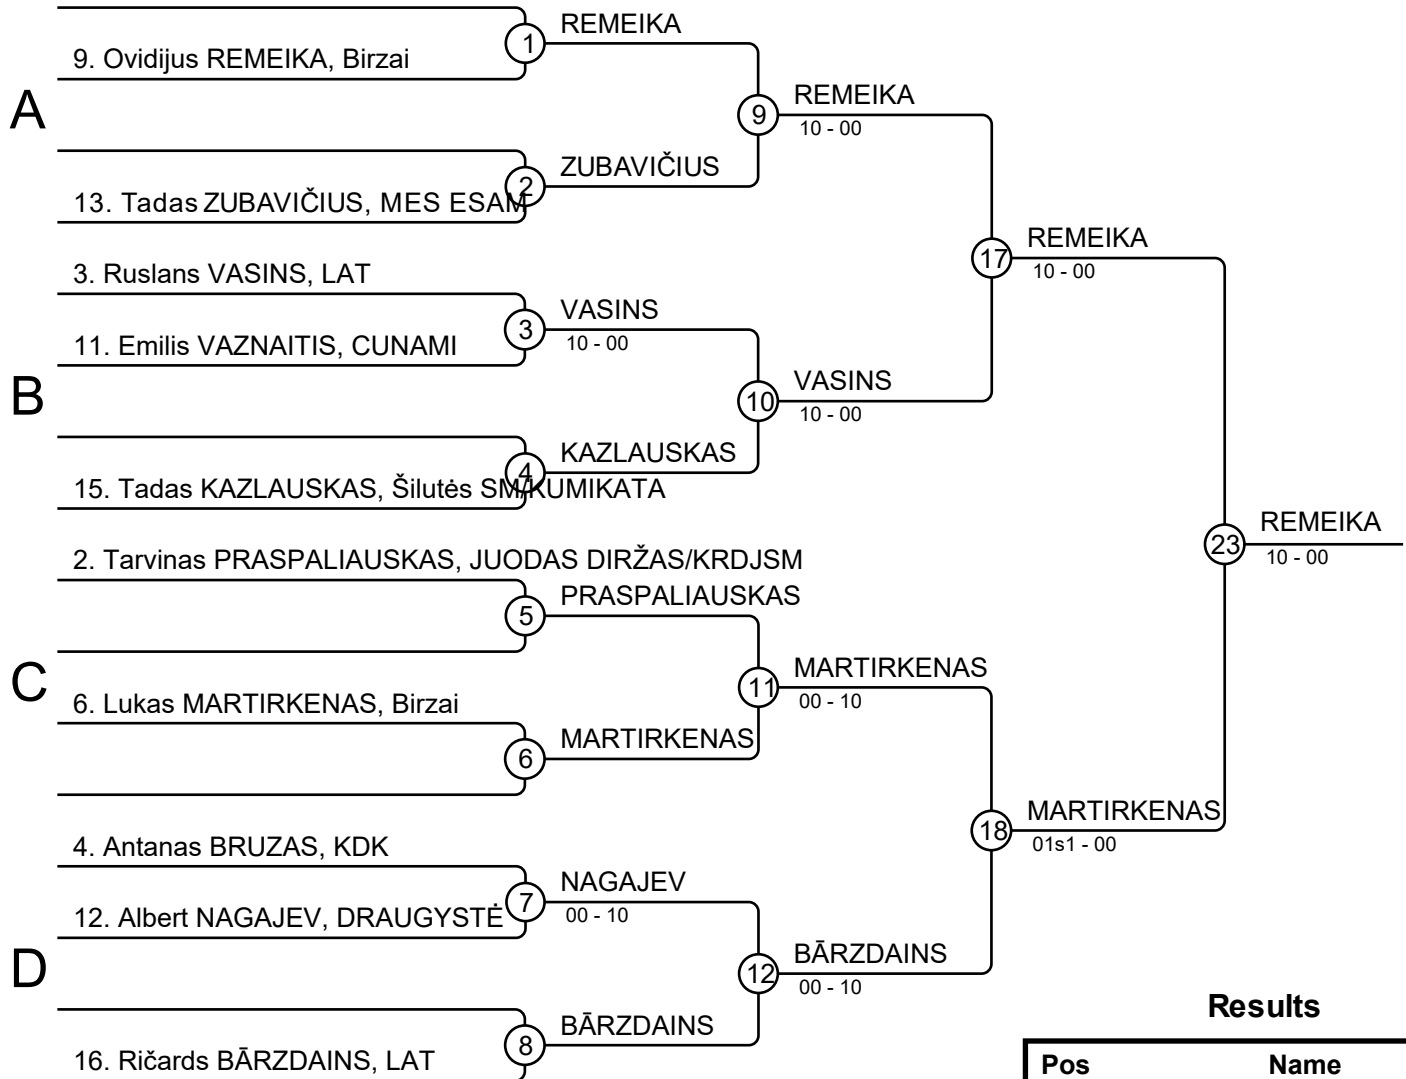 REMEIKA
1
9. Ovidijus REMEIKA, Birzai
A
REMEIKA
9
10 - 00
ZUBAVIČIUS
2
13. Tadas ZUBAVIČIUS, MES ESAM
3. Ruslans VASINS, LAT
REMEIKA
17
10 - 00
VASINS
3
10 - 00
11. Emilis VAZNAITIS, CUNAMI
B
VASINS
10
10 - 00
KAZLAUSKAS
4
15. Tadas KAZLAUSKAS, Šilutės SM/KUMIKATA
REMEIKA
23
10 - 00
2. Tarvinas PRASPALIAUSKAS, JUODAS DIRŽAS/KRDJSM
PRASPALIAUSKAS
5
C
MARTIRKENAS
11
00 - 10
6. Lukas MARTIRKENAS, Birzai
MARTIRKENAS
6
MARTIRKENAS
18
01s1 - 00
4. Antanas BRUZAS, KDK
NAGAJEV
7
00 - 10
12. Albert NAGAJEV, DRAUGYSTĖ
D
BĀRZDAINS
12
00 - 10
BĀRZDAINS
8
16. Ričards BĀRZDAINS, LAT
Results
Pos Name